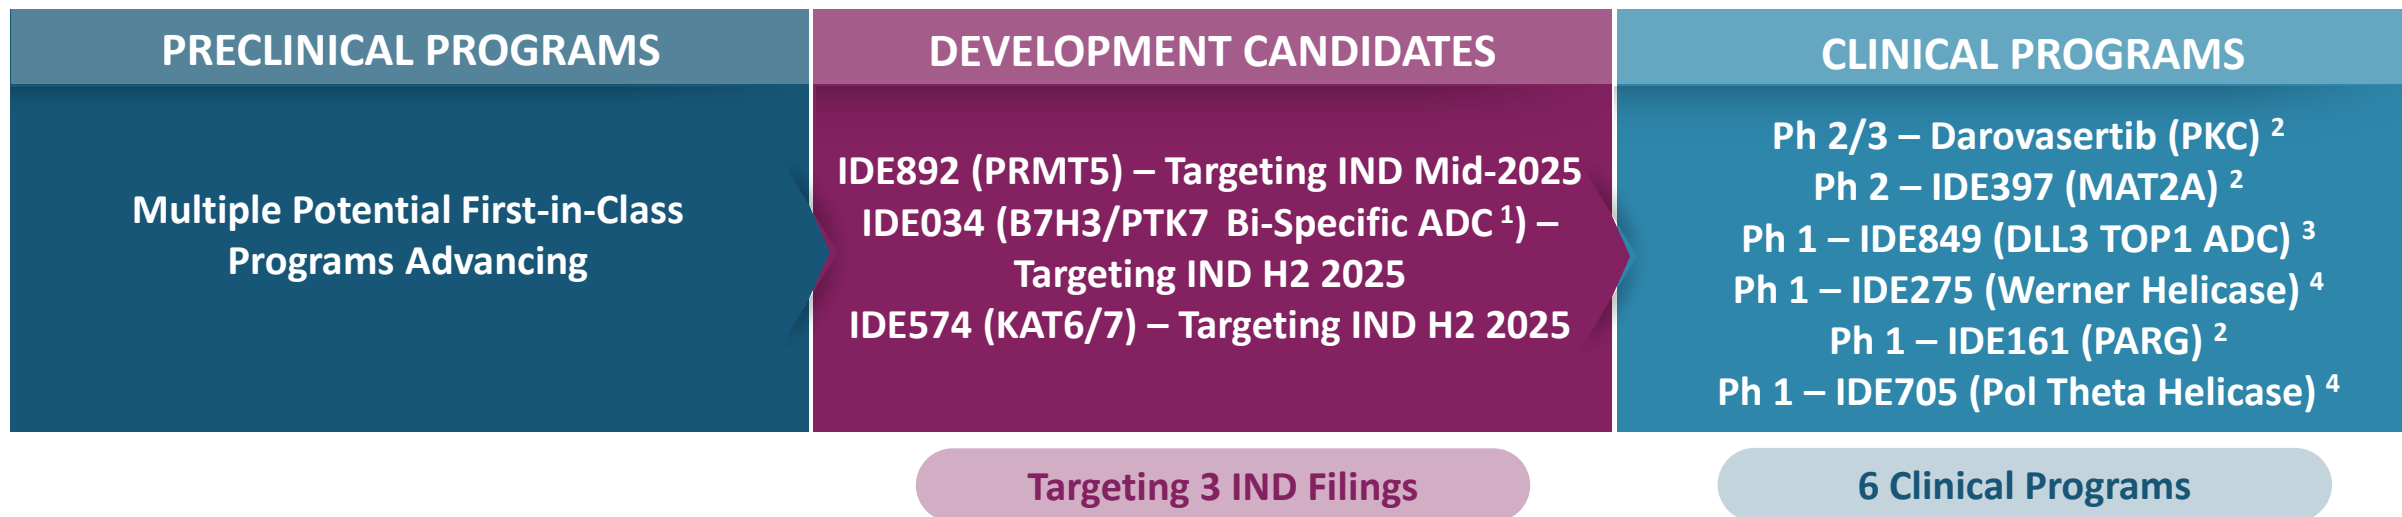 PRECLINICAL PROGRAMS
Multiple Potential First-in-Class
Programs Advancing
DEVELOPMENT CANDIDATES
IDE892 (PRMT5) – Targeting IND Mid-2025
IDE034 (B7H3/PTK7 Bi-Specific ADC 1) –
Targeting IND H2 2025
IDE574 (KAT6/7) – Targeting IND H2 2025
Targeting 3 IND Filings
CLINICAL PROGRAMS
Ph 2/3 – Darovasertib (PKC) 2
Ph 2 – IDE397 (MAT2A) 2
Ph 1 – IDE849 (DLL3 TOP1 ADC) 3
Ph 1 – IDE275 (Werner Helicase) 4
Ph 1 – IDE161 (PARG) 2
Ph 1 – IDE705 (Pol Theta Helicase) 4
6 Clinical Programs